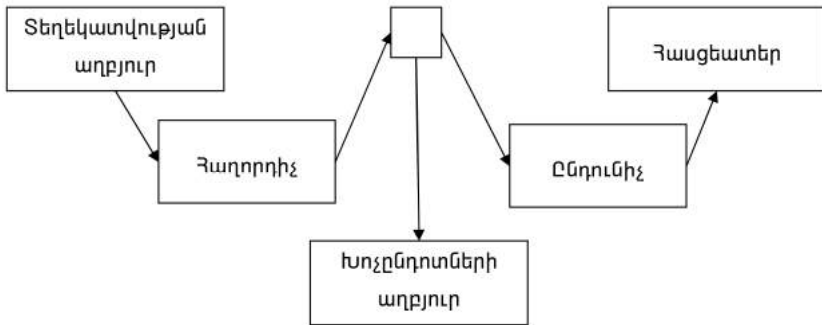 Տեղեկատվության
աղբյուր
Հասցեատեր
Հաղորդիչ
Ընդունիչ
Խոչընդոտների
աղբյուր